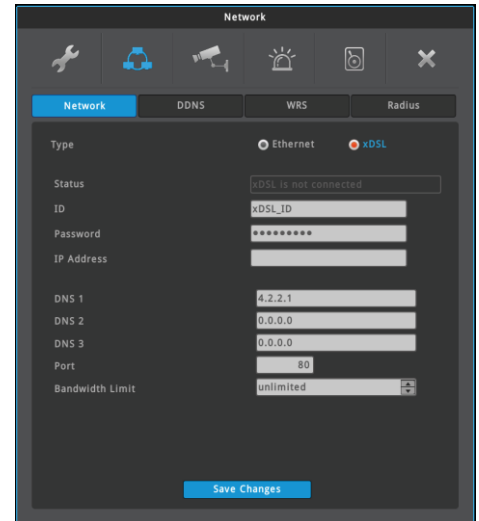 Network
Network DDNS WRS Radius
Type Ethernet xDSL
Status xDSL is not connected
ID xDSL_ID
Password •••••••••
IP Address
DNS 1 4.2.2.1
DNS 2 0.0.0.0
DNS 3 0.0.0.0
Port 80
Bandwidth Limit unlimited
Save Changes